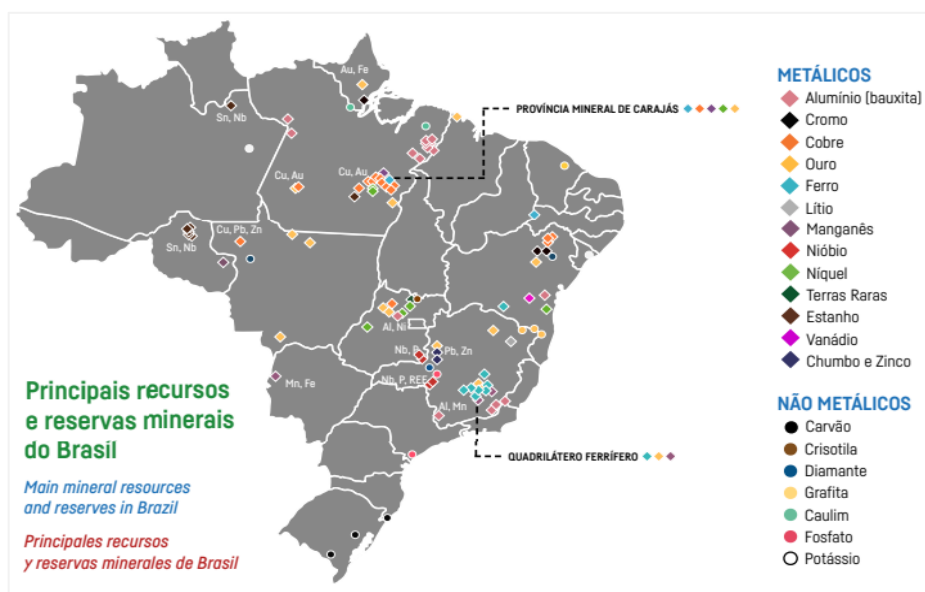 Au, Fe
Sn, Nb
PROVÍNCIA MINERAL DE CARAJÁS
Cu, Au
Cu, Au
Cu, Pb, Zn
Sn, Nb
Al, Ni
Nb, P
Pb, Zn
Mn, Fe
Nb, P, REE
Al, Mn
QUADRILÁTERO FERRÍFERO
Principais recursos
e reservas minerais
do Brasil
Main mineral resources
and reserves in Brazil
Principales recursos
y reservas minerales de Brasil
METÁLICOS
Alumínio (bauxita)
Cromo
Cobre
Ouro
Ferro
Lítio
Manganês
Nióbio
Níquel
Terras Raras
Estanho
Vanádio
Chumbo e Zinco
NÃO METÁLICOS
Carvão
Crisotila
Diamante
Grafita
Caulim
Fosfato
Potássio